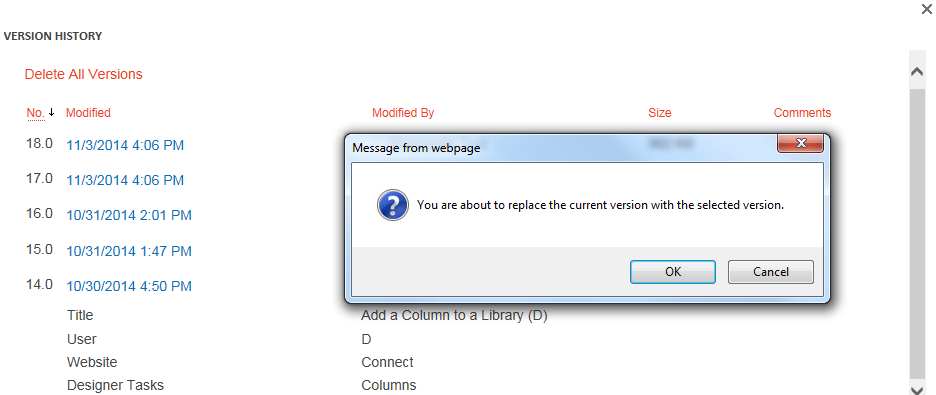 VERSION HISTORY
Delete All Versions
No. Modified Modified By Size Comments
18.0 11/3/2014 4:06 PM
17.0 11/3/2014 4:06 PM
16.0 10/31/2014 2:01 PM
15.0 10/31/2014 1:47 PM
14.0 10/30/2014 4:50 PM
Title Add a Column to a Library (D)
User D
Website Connect
Designer Tasks Columns
Message from webpage
You are about to replace the current version with the selected version.
OK Cancel